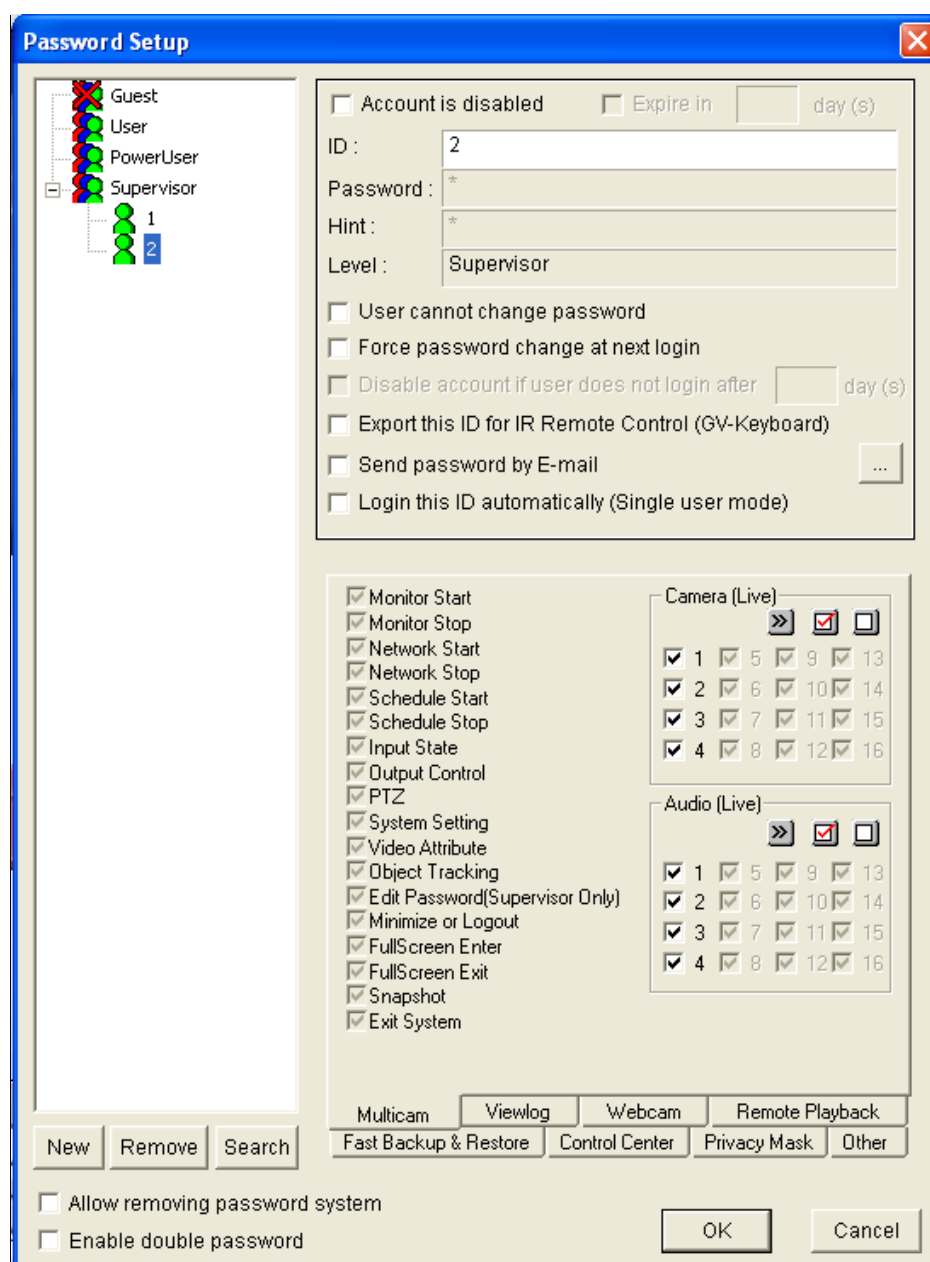 Password Setup
Guest
User
PowerUser
Supervisor
1
2
Account is disabled Expire in day (s)
ID : 2
Password : *
Hint : *
Level : Supervisor
User cannot change password
Force password change at next login
Disable account if user does not login after day (s)
Export this ID for IR Remote Control (GV-Keyboard)
Send password by E-mail ...
Login this ID automatically (Single user mode)
Monitor Start
Monitor Stop
Network Start
Network Stop
Schedule Start
Schedule Stop
Input State
Output Control
PTZ
System Setting
Video Attribute
Object Tracking
Edit Password(Supervisor Only)
Minimize or Logout
FullScreen Enter
FullScreen Exit
Snapshot
Exit System
Camera (Live)
1 5 9 13
2 6 10 14
3 7 11 15
4 8 12 16
Audio (Live)
1 5 9 13
2 6 10 14
3 7 11 15
4 8 12 16
Multicam Viewlog Webcam Remote Playback
Fast Backup & Restore Control Center Privacy Mask Other
New Remove Search
Allow removing password system
Enable double password
OK Cancel